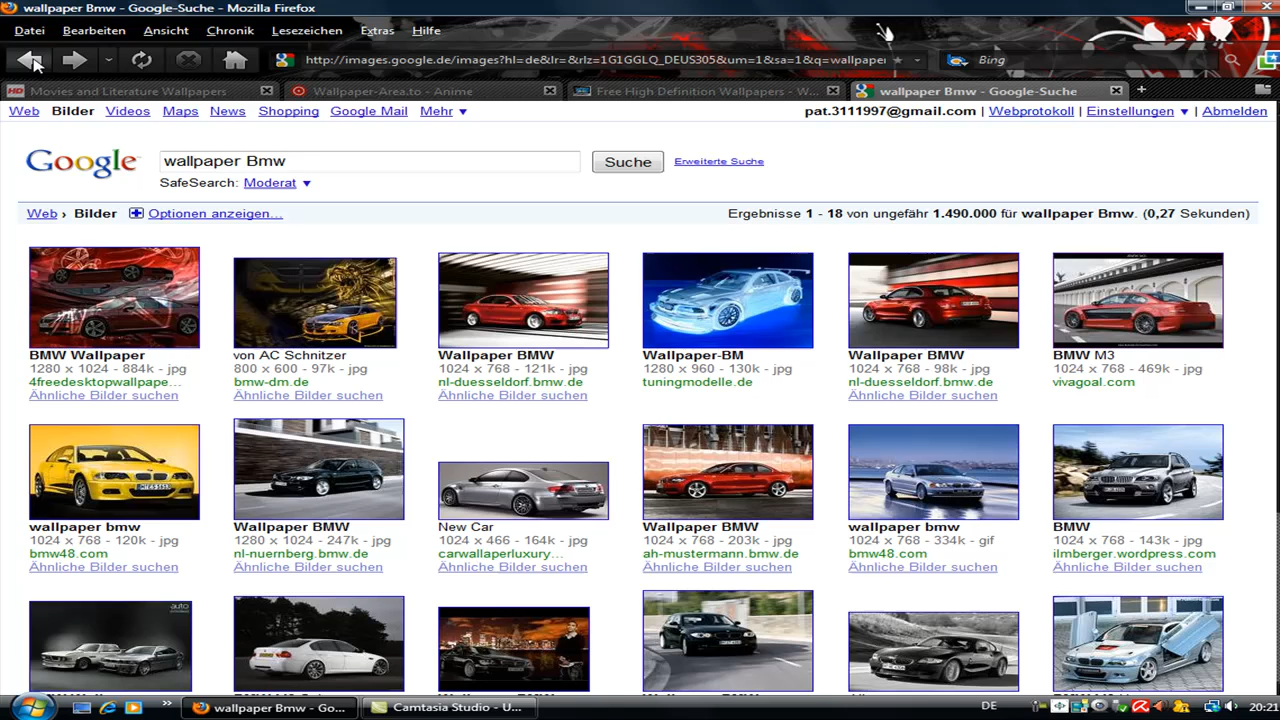 wallpaper Bmw - Google-Suche - Mozilla Firefox
Datei Bearbeiten Ansicht Chronik Lesezeichen Extras Hilfe
http://images.google.de/images?hl=de&lr=&rlz=1G1GGLQ_DEUS305&um=1&sa=1&q=wallpaper Bing
HD Movies and Literature Wallpapers Wallpaper-Area.to - Anime Free High Definition Wallpapers - W... wallpaper Bmw - Google-Suche
Web Bilder Videos Maps News Shopping Google Mail Mehr pat.3111997@gmail.com | Webprotokoll | Einstellungen | Abmelden
Google wallpaper Bmw Suche Erweiterte Suche
SafeSearch: Moderat
Web › Bilder Optionen anzeigen... Ergebnisse 1 - 18 von ungefähr 1.490.000 für wallpaper Bmw. (0,27 Sekunden)
BMW Wallpaper von AC Schnitzer Wallpaper BMW Wallpaper-BM Wallpaper BMW BMW M3
1280 x 1024 - 884k - jpg 800 x 600 - 97k - jpg 1024 x 768 - 121k - jpg 1280 x 960 - 130k - jpg 1024 x 768 - 98k - jpg 1024 x 768 - 469k - jpg
4freedesktopwallpape... bmw-dm.de nl-duesseldorf.bmw.de tuningmodelle.de nl-duesseldorf.bmw.de vivagoal.com
Ähnliche Bilder suchen Ähnliche Bilder suchen Ähnliche Bilder suchen Ähnliche Bilder suchen
wallpaper bmw Wallpaper BMW New Car Wallpaper BMW wallpaper bmw BMW
1024 x 768 - 120k - jpg 1280 x 1024 - 247k - jpg 1024 x 466 - 164k - jpg 1024 x 768 - 203k - jpg 1024 x 768 - 334k - gif 1024 x 768 - 143k - jpg
bmw48.com nl-nuernberg.bmw.de carwallaperluxury... ah-mustermann.bmw.de bmw48.com ilmberger.wordpress.com
Ähnliche Bilder suchen Ähnliche Bilder suchen Ähnliche Bilder suchen Ähnliche Bilder suchen Ähnliche Bilder suchen Ähnliche Bilder suchen
auto
wallpaper Bmw - Go... Camtasia Studio - U... DE 20:21